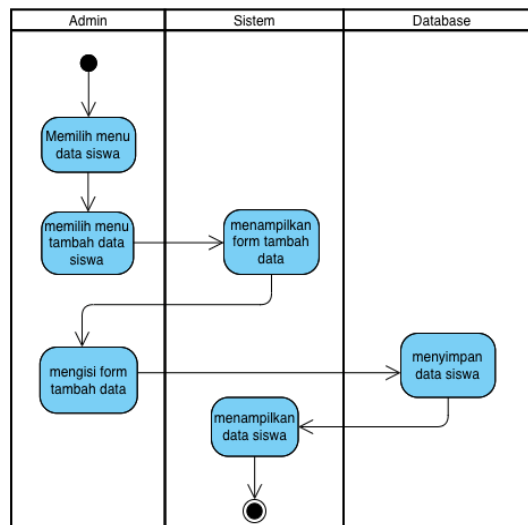 Admin
Sistem
Database
Memilih menu
data siswa
memilih menu
tambah data
siswa
menampilkan
form tambah
data
mengisi form
tambah data
menyimpan
data siswa
menampilkan
data siswa